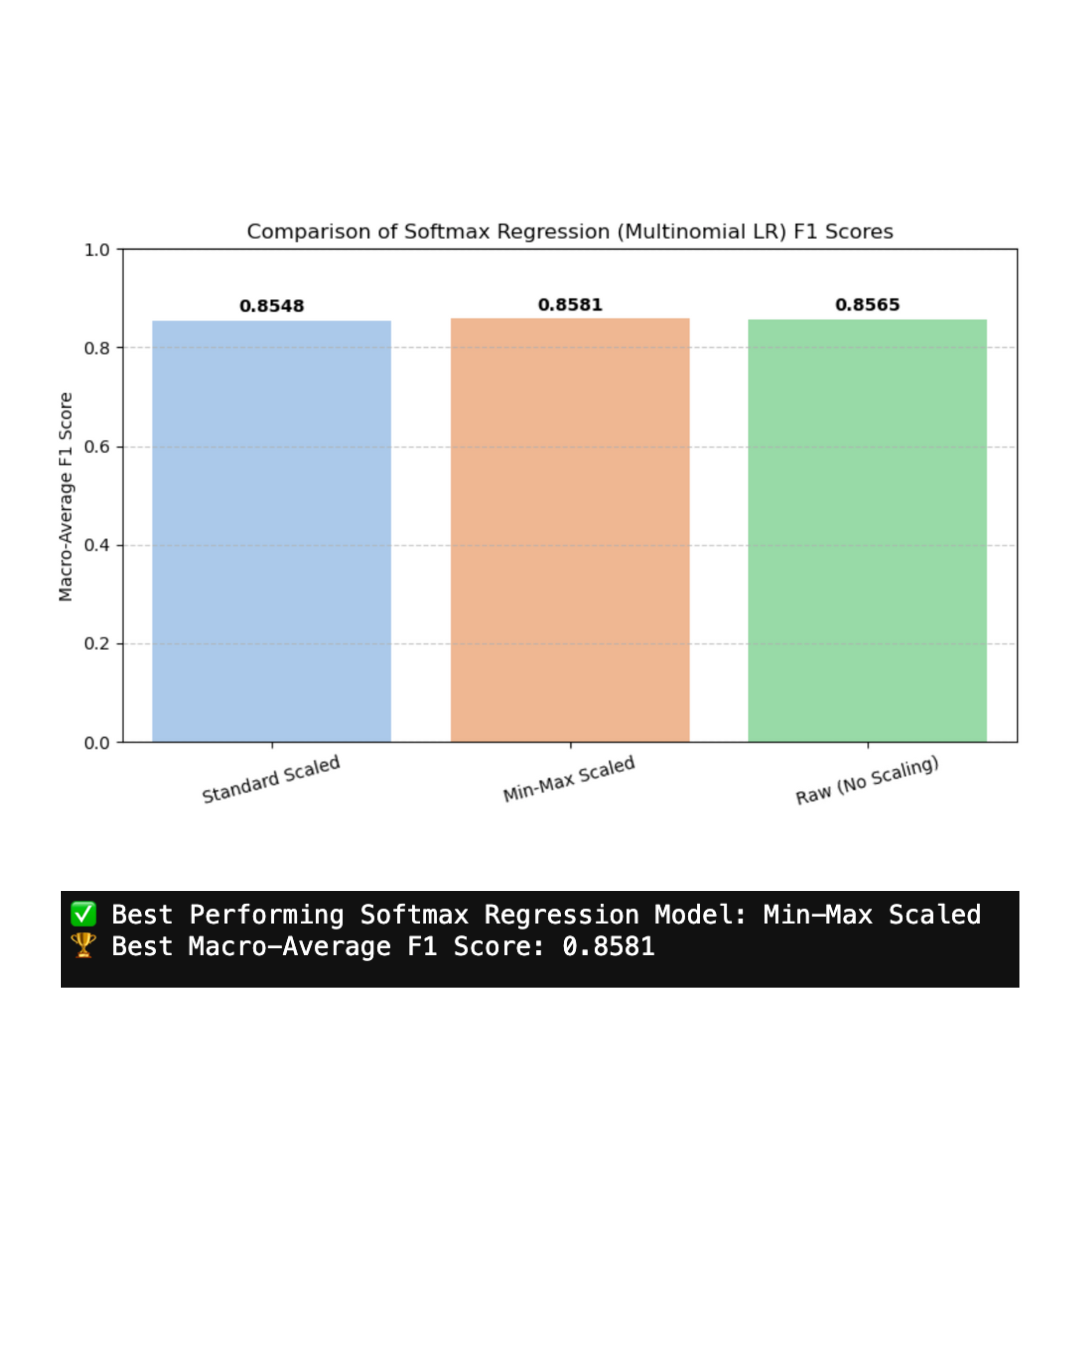 Comparison of Softmax Regression (Multinomial LR) F1 Scores
1.0
0.8
0.6
0.4
0.2
0.0
Macro-Average F1 Score
0.8548
0.8581
0.8565
Standard Scaled
Min-Max Scaled
Raw (No Scaling)
✅ Best Performing Softmax Regression Model: Min-Max Scaled
🏆 Best Macro-Average F1 Score: 0.8581